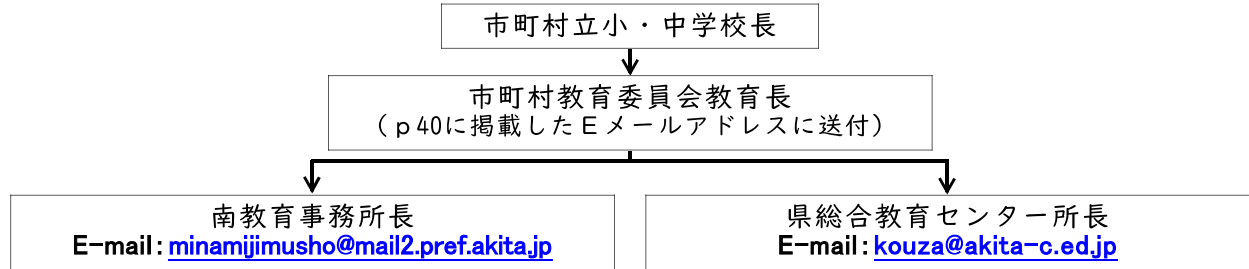 市町村立小・中学校長
市町村教育委員会教育長
（ｐ40に掲載したＥメールアドレスに送付）
南教育事務所長
E-mail：minamijimusho@mail2.pref.akita.jp
県総合教育センター所長
E-mail：kouza@akita-c.ed.jp